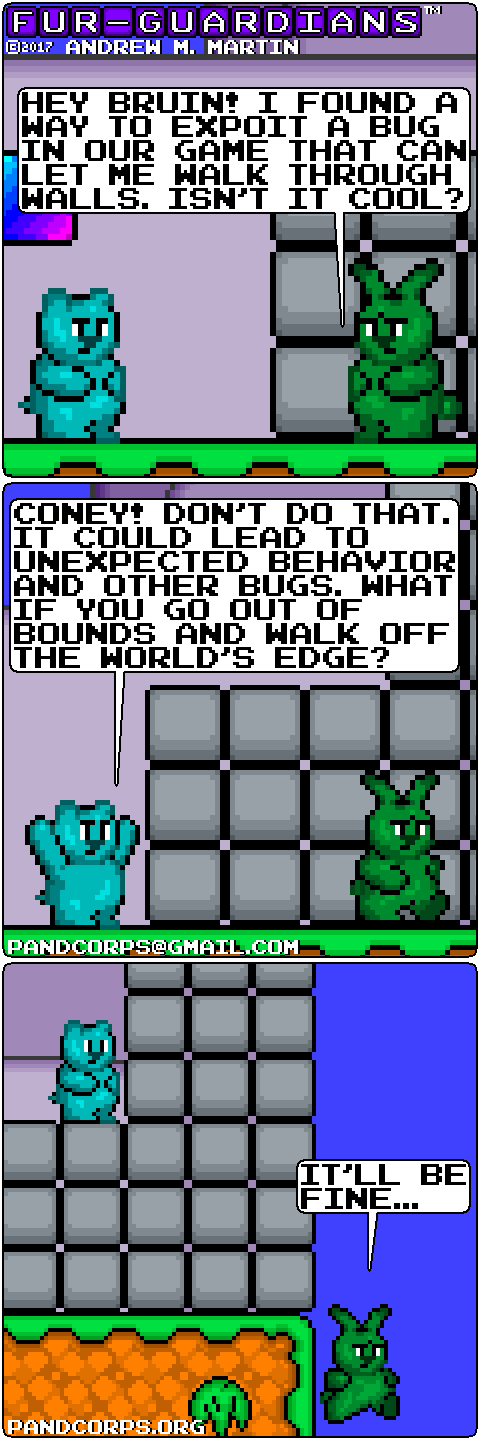 FUR-GUARDIANS™
©2017 ANDREW M. MARTIN
HEY BRUIN! I FOUND A
WAY TO EXPOIT A BUG
IN OUR GAME THAT CAN
LET ME WALK THROUGH
WALLS. ISN'T IT COOL?
CONEY! DON'T DO THAT.
IT COULD LEAD TO
UNEXPECTED BEHAVIOR
AND OTHER BUGS. WHAT
IF YOU GO OUT OF
BOUNDS AND WALK OFF
THE WORLD'S EDGE?
PANDCORPS@GMAIL.COM
IT'LL BE
FINE...
PANDCORPS.ORG